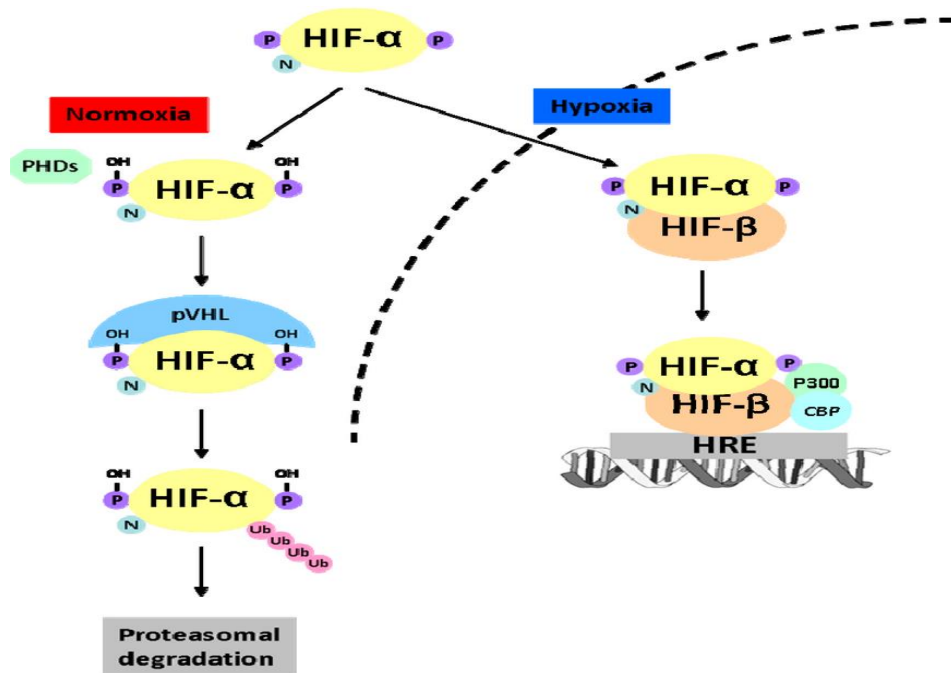 HIF-α
P
P
N
Normoxia
Hypoxia
PHDs
OH
OH
P
HIF-α
P
N
P
HIF-α
P
N
HIF-β
pVHL
OH
OH
P
HIF-α
P
N
P
HIF-α
P
N
HIF-β
P300
CBP
HRE
OH
OH
P
HIF-α
P
N
Ub
Ub
Ub
Ub
Proteasomal
degradation